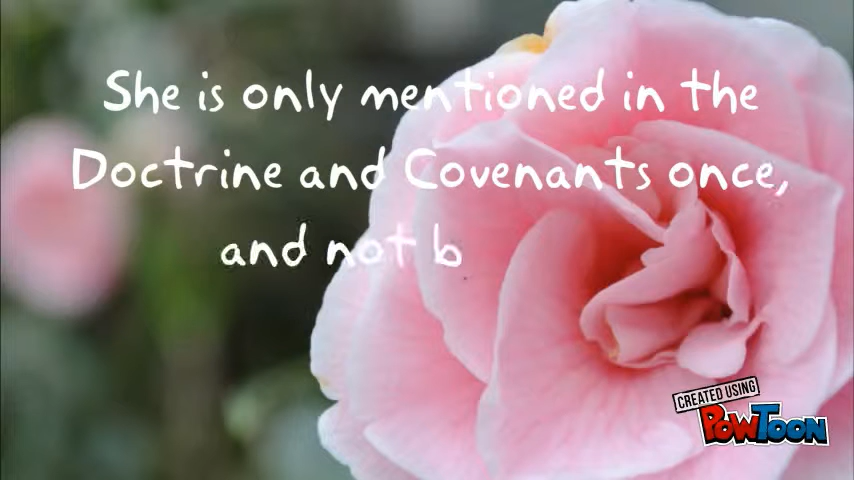 She is only mentioned in the
Doctrine and Covenants once,
and not b
CREATED USING
POWTOON